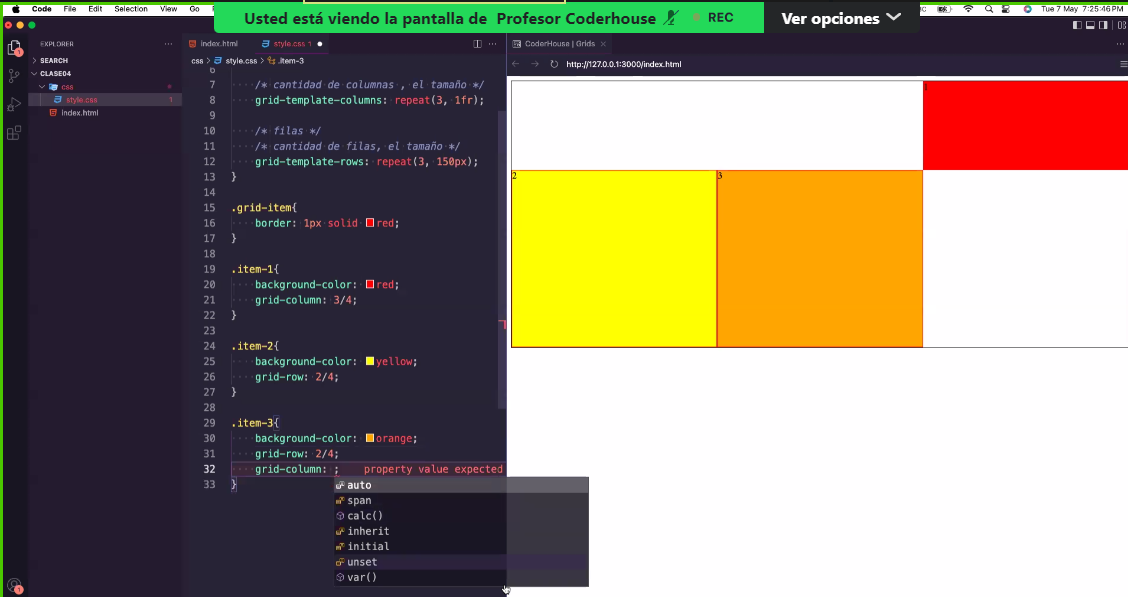 Code File Edit Selection View Go
Usted está viendo la pantalla de Profesor Coderhouse
REC
Ver opciones
Tue 7 May 7:25:46 PM
EXPLORER
SEARCH
CLASE04
css
style.css 1
index.html
index.html
style.css 1
css > style.css > .item-3
6
7 /* cantidad de columnas , el tamaño */
8 grid-template-columns: repeat(3, 1fr);
9
10 /* filas */
11 /* cantidad de filas, el tamaño */
12 grid-template-rows: repeat(3, 150px);
13 }
14
15 .grid-item{
16 border: 1px solid red;
17 }
18
19 .item-1{
20 background-color: red;
21 grid-column: 3/4;
22 }
23
24 .item-2{
25 background-color: yellow;
26 grid-row: 2/4;
27 }
28
29 .item-3{
30 background-color: orange;
31 grid-row: 2/4;
32 grid-column: ; property value expected
33 }
auto
span
calc()
inherit
initial
unset
var()
CoderHouse | Grids
http://127.0.0.1:3000/index.html
1
2
3